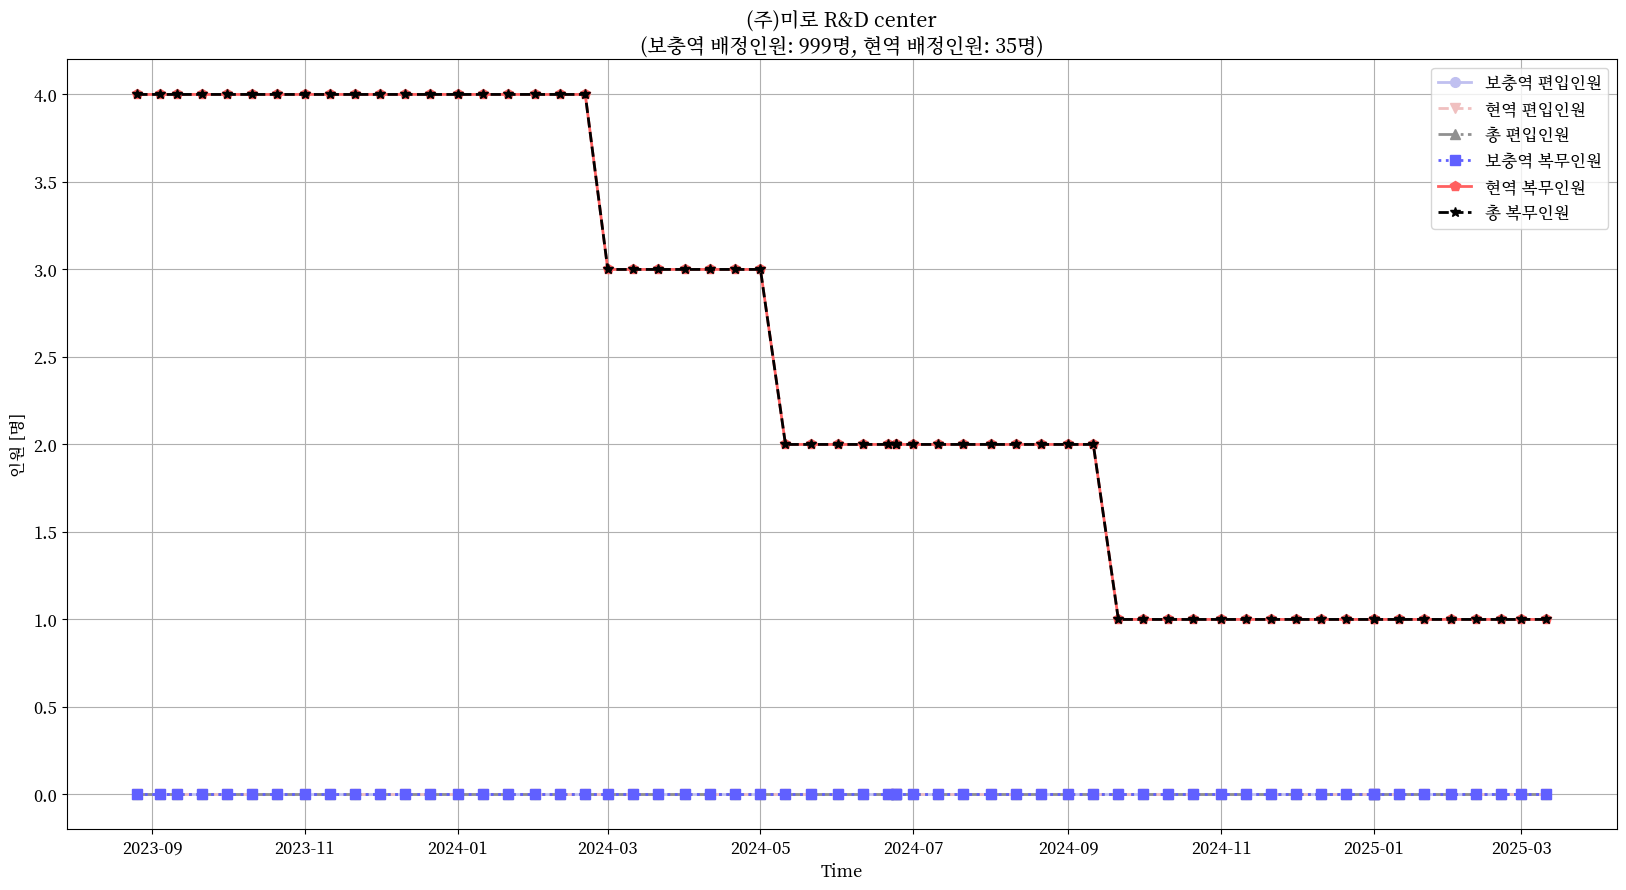 (주)미로 R&D center
(보충역 배정인원: 999명, 현역 배정인원: 35명)
보충역 편입인원
현역 편입인원
총 편입인원
보충역 복무인원
현역 복무인원
총 복무인원
인원 [명]
4.0
3.5
3.0
2.5
2.0
1.5
1.0
0.5
0.0
2023-09
2023-11
2024-01
2024-03
2024-05
2024-07
2024-09
2024-11
2025-01
2025-03
Time